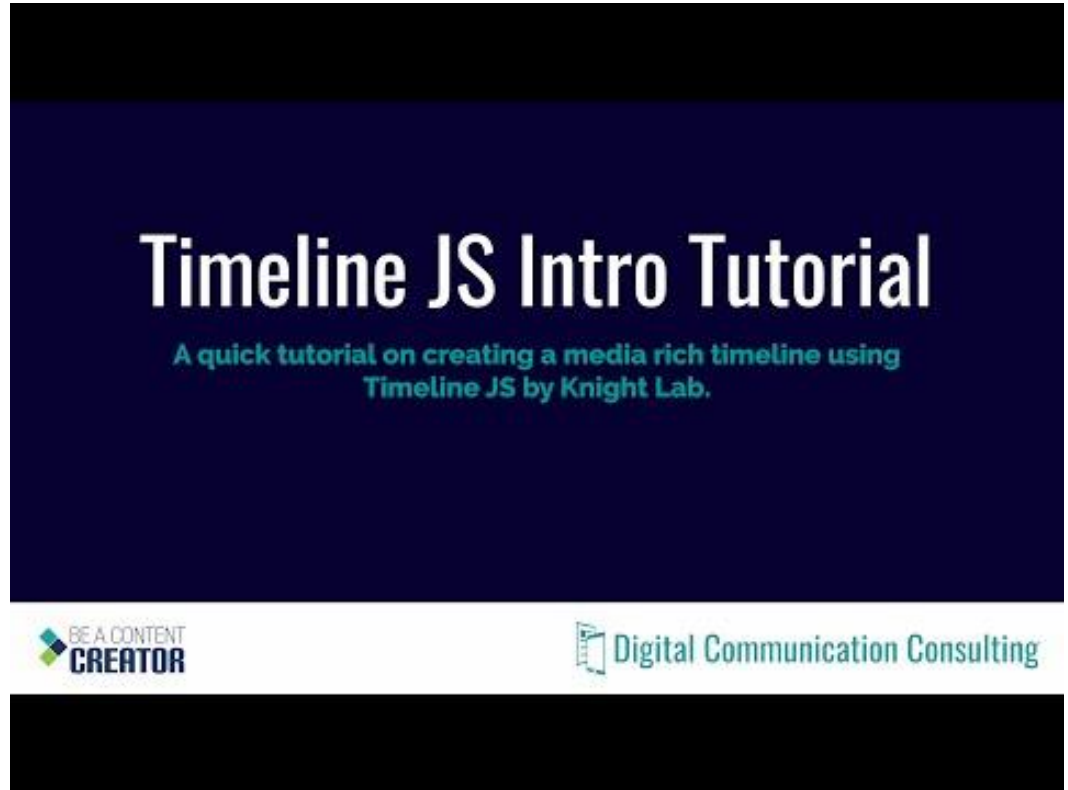 Timeline JS Intro Tutorial
A quick tutorial on creating a media rich timeline using
Timeline JS by Knight Lab.
BE A CONTENT
CREATOR
Digital Communication Consulting